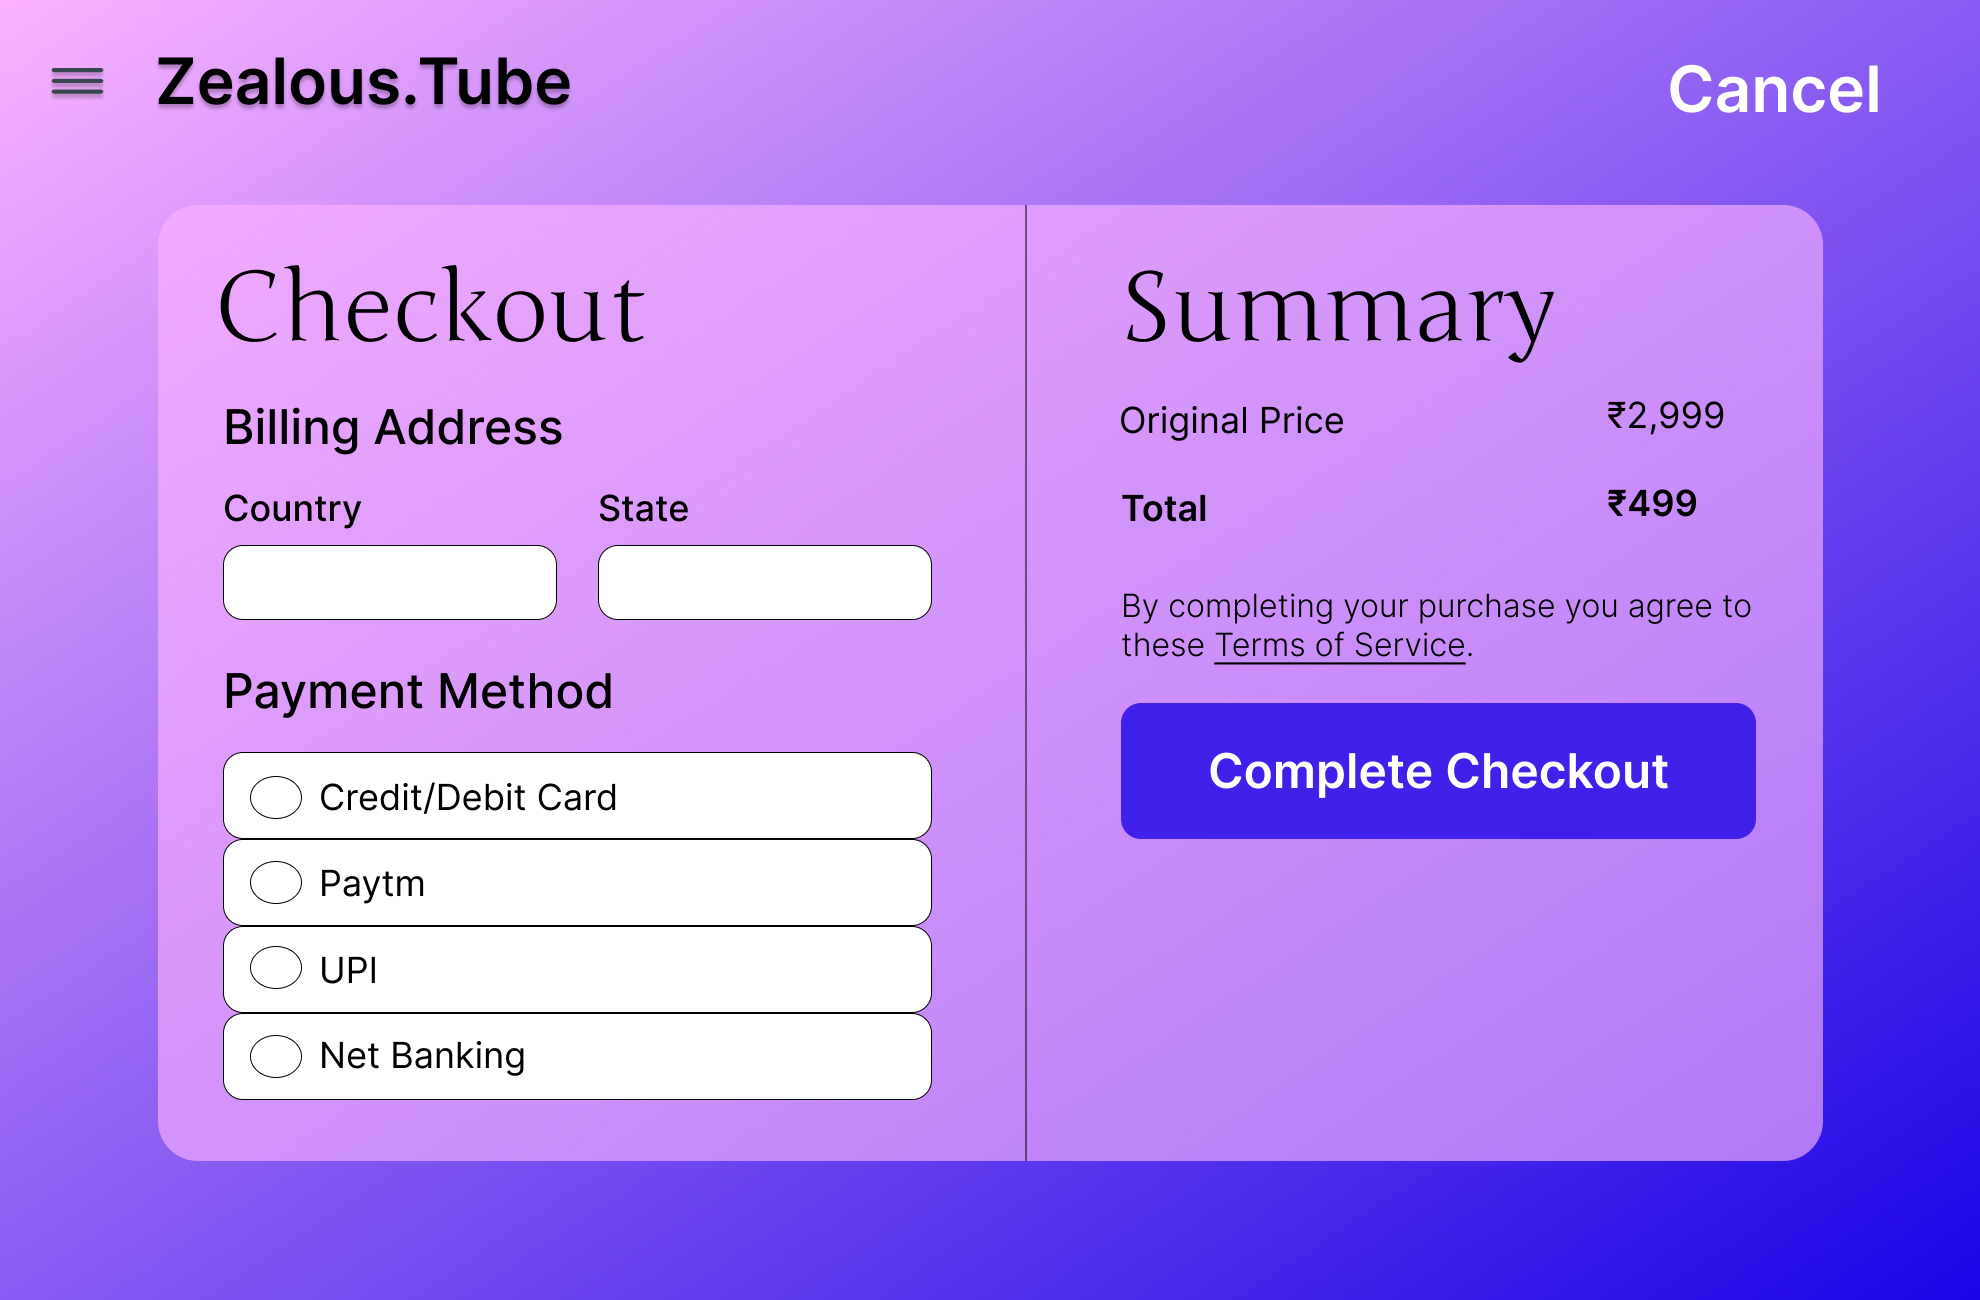 Zealous.Tube
Cancel
Checkout
Billing Address
Country
State
Payment Method
Credit/Debit Card
Paytm
UPI
Net Banking
Summary
Original Price
₹2,999
Total
₹499
By completing your purchase you agree to
these Terms of Service.
Complete Checkout